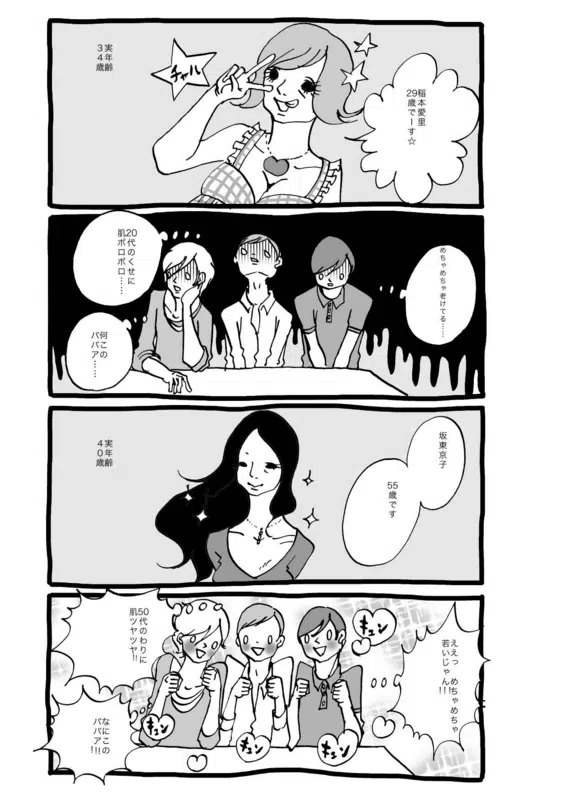 稲本愛里
29歳でーす☆
チャル
実年齢
34歳
めちゃめちゃ老けてる……
20代のくせに
肌ボロボロ……
何この
ババア……
坂東京子
55歳です
実年齢
40歳
ええっ めちゃめちゃ
若いじゃん!!
キュン
50代のわりに
肌ツヤツヤ!!
なにこの
ババア!!
キュン
キュン
キュン